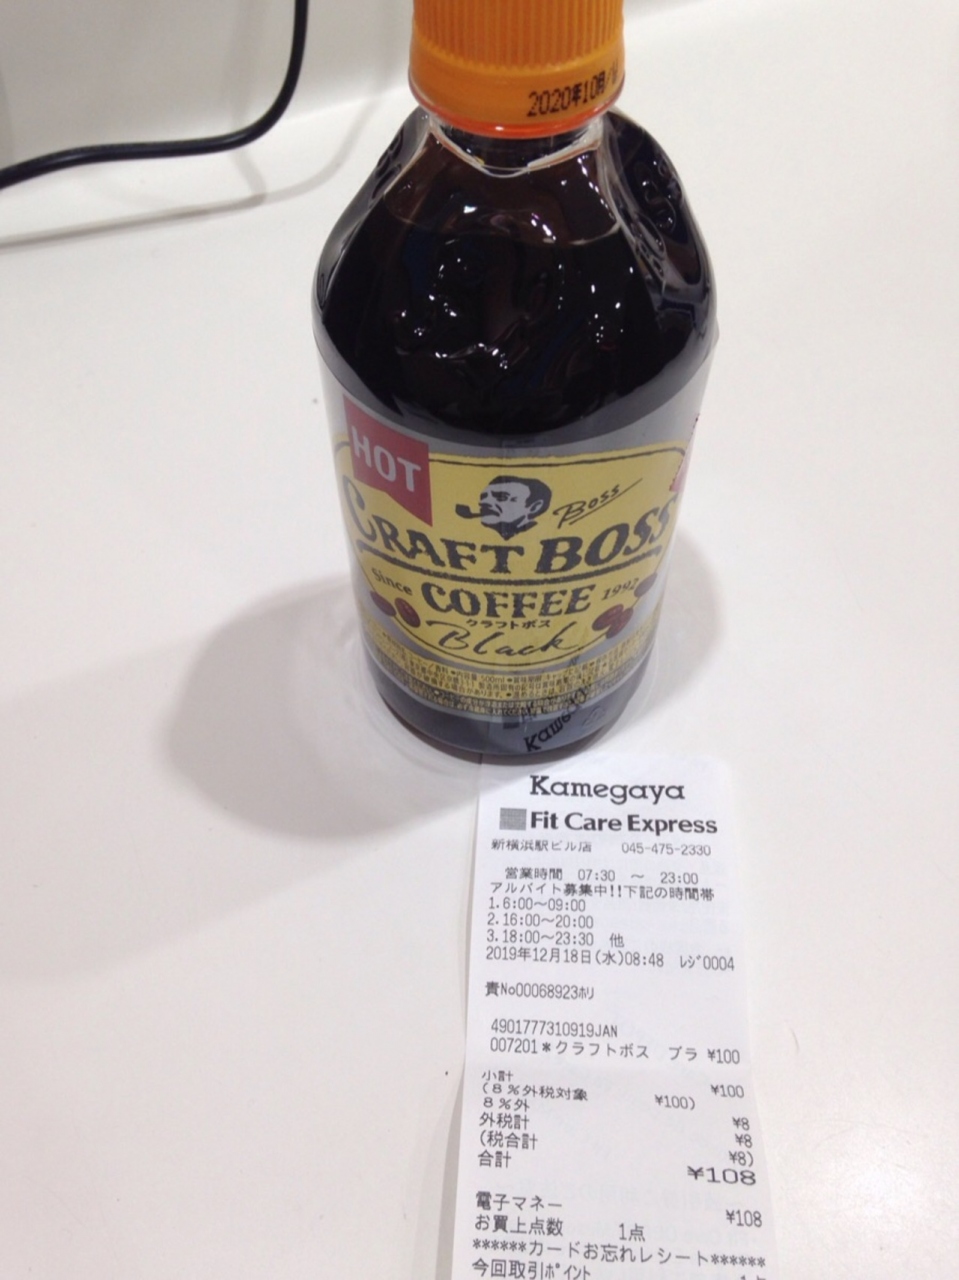 2020年10月
HOT
Boss
CRAFT BOSS
Since COFFEE 1992
クラフトボス
Black
Kamegaya
Fit Care Express
新横浜駅ビル店 045-475-2330
営業時間 07:30 ～ 23:00
アルバイト募集中!!下記の時間帯
1.6:00～09:00
2.16:00～20:00
3.18:00～23:30 他
2019年12月18日(水)08:48 ﾚｼﾞ0004
責No00068923ﾎﾘ
4901777310919JAN
007201*クラフトボス ブラ ¥100
小計 ¥100
(8%外税対象 ¥100)
8%外 ¥8
外税計 ¥8
(税合計 ¥8)
合計 ¥108
電子マネー ¥108
お買上点数 1点
******カードお忘れレシート******
今回取引ﾎﾟｲﾝﾄ